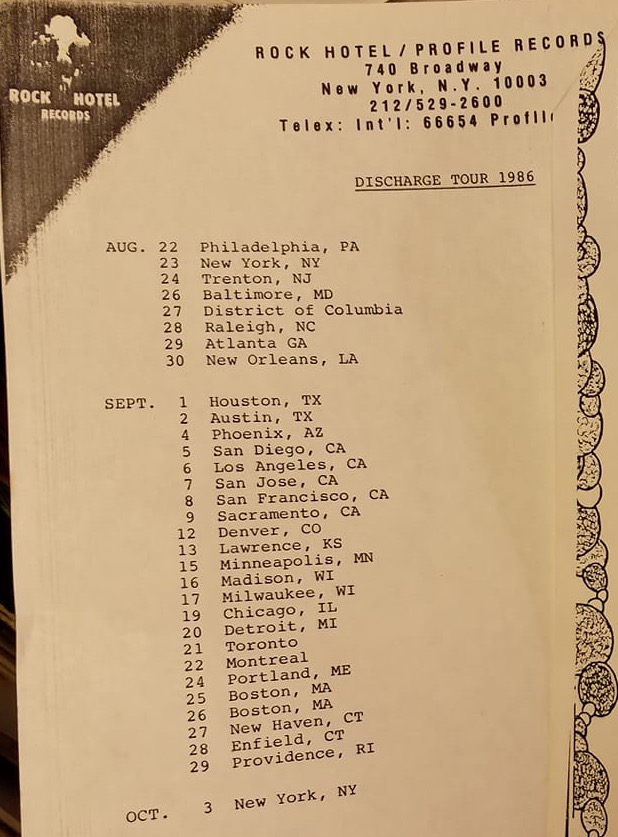 ROCK HOTEL
RECORDS
ROCK HOTEL / PROFILE RECORDS
740 Broadway
New York, N.Y. 10003
212/529-2600
Telex: Int'l: 66654 Profile
DISCHARGE TOUR 1986
AUG. 22 Philadelphia, PA
23 New York, NY
24 Trenton, NJ
26 Baltimore, MD
27 District of Columbia
28 Raleigh, NC
29 Atlanta GA
30 New Orleans, LA
SEPT. 1 Houston, TX
2 Austin, TX
4 Phoenix, AZ
5 San Diego, CA
6 Los Angeles, CA
7 San Jose, CA
8 San Francisco, CA
9 Sacramento, CA
12 Denver, CO
13 Lawrence, KS
15 Minneapolis, MN
16 Madison, WI
17 Milwaukee, WI
19 Chicago, IL
20 Detroit, MI
21 Toronto
22 Montreal
24 Portland, ME
25 Boston, MA
26 Boston, MA
27 New Haven, CT
28 Enfield, CT
29 Providence, RI
OCT. 3 New York, NY